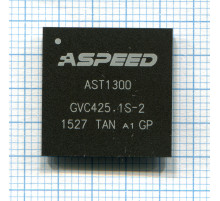 ASPEED
AST1300
GVC425.1S-2
1527 TAN A1 GP